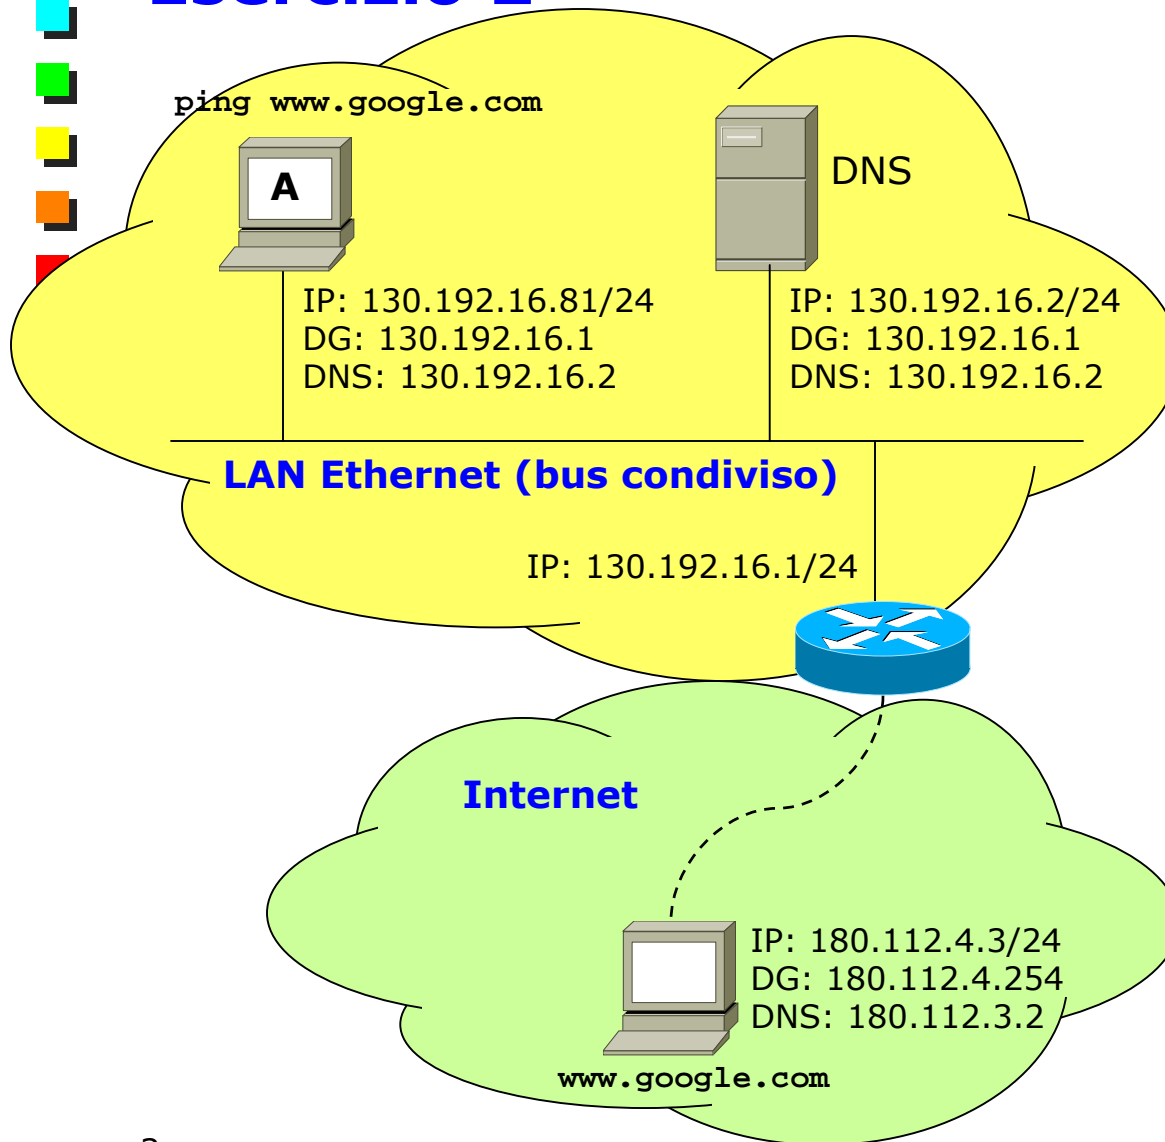 ping www.google.com
A
DNS
IP: 130.192.16.81/24
DG: 130.192.16.1
DNS: 130.192.16.2
IP: 130.192.16.2/24
DG: 130.192.16.1
DNS: 130.192.16.2
LAN Ethernet (bus condiviso)
IP: 130.192.16.1/24
Internet
IP: 180.112.4.3/24
DG: 180.112.4.254
DNS: 180.112.3.2
www.google.com